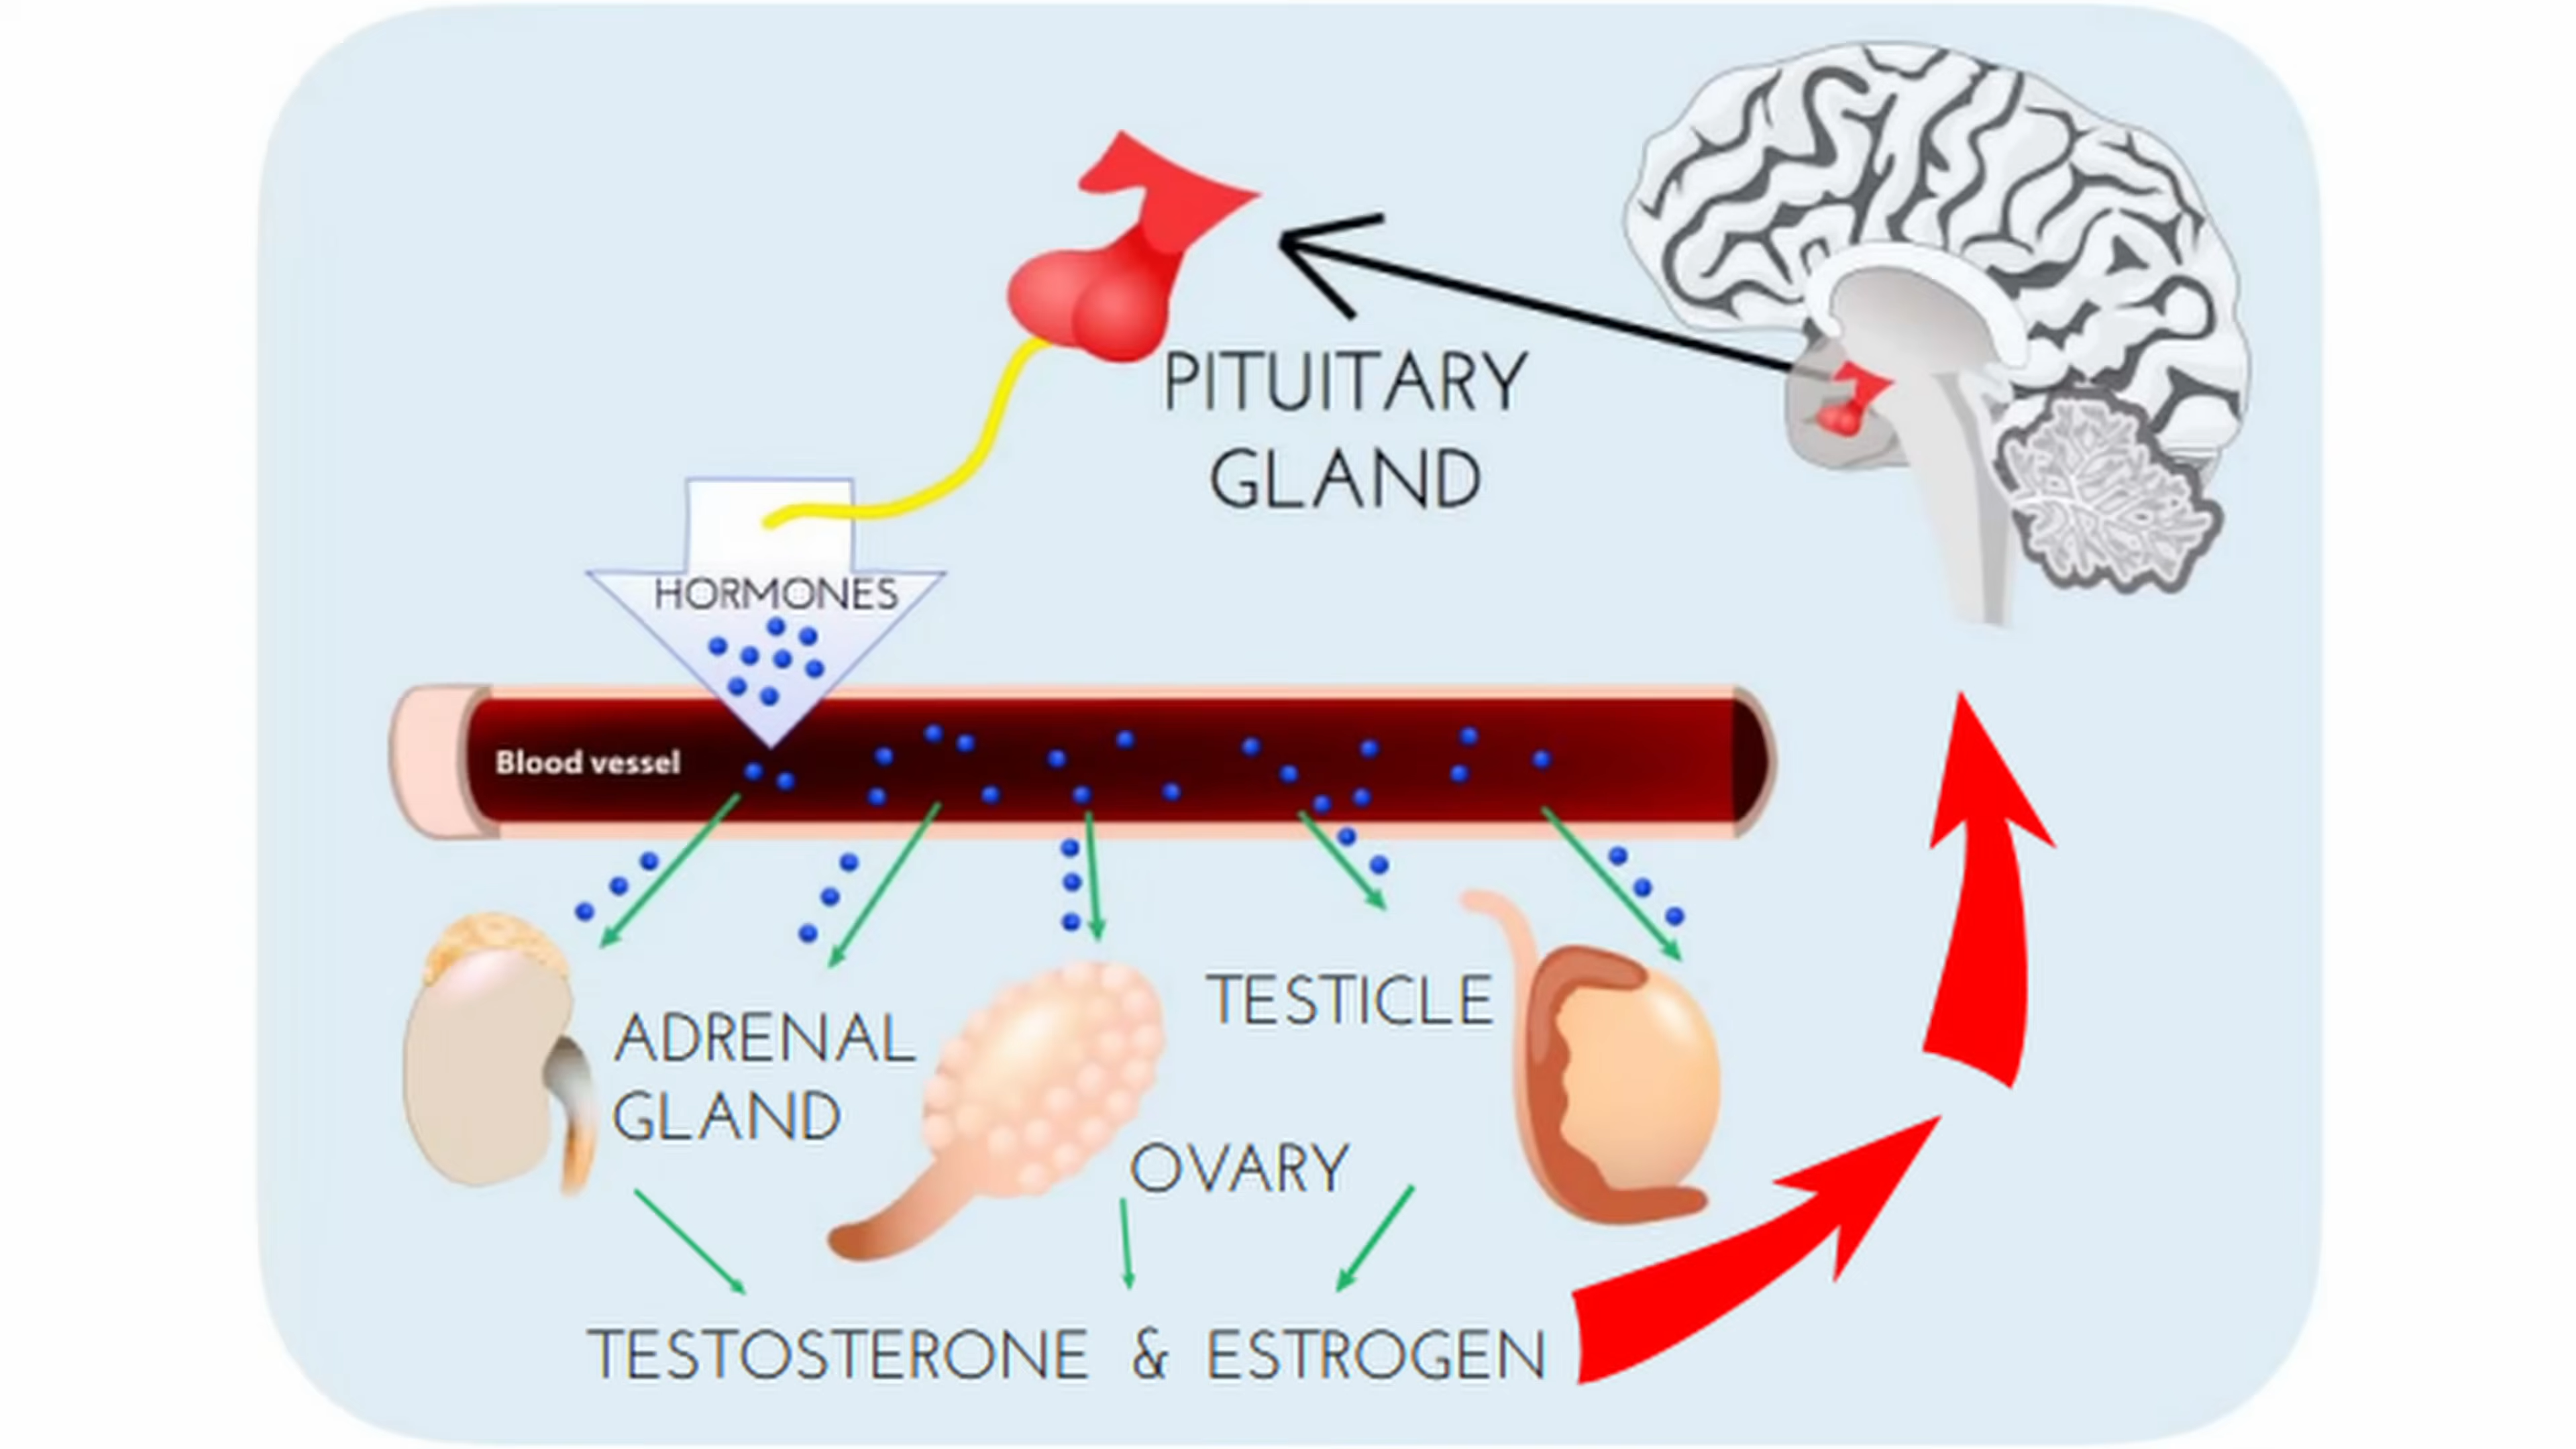 PITUITARY
GLAND
HORMONES
Blood vessel
TESTICLE
ADRENAL
GLAND
OVARY
TESTOSTERONE & ESTROGEN